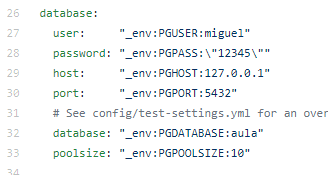 26 database:
27   user:     "_env:PGUSER:miguel"
28   password: "_env:PGPASS:\"12345\""
29   host:     "_env:PGHOST:127.0.0.1"
30   port:     "_env:PGPORT:5432"
31   # See config/test-settings.yml for an over
32   database: "_env:PGDATABASE:aula"
33   poolsize: "_env:PGPOOLSIZE:10"
34